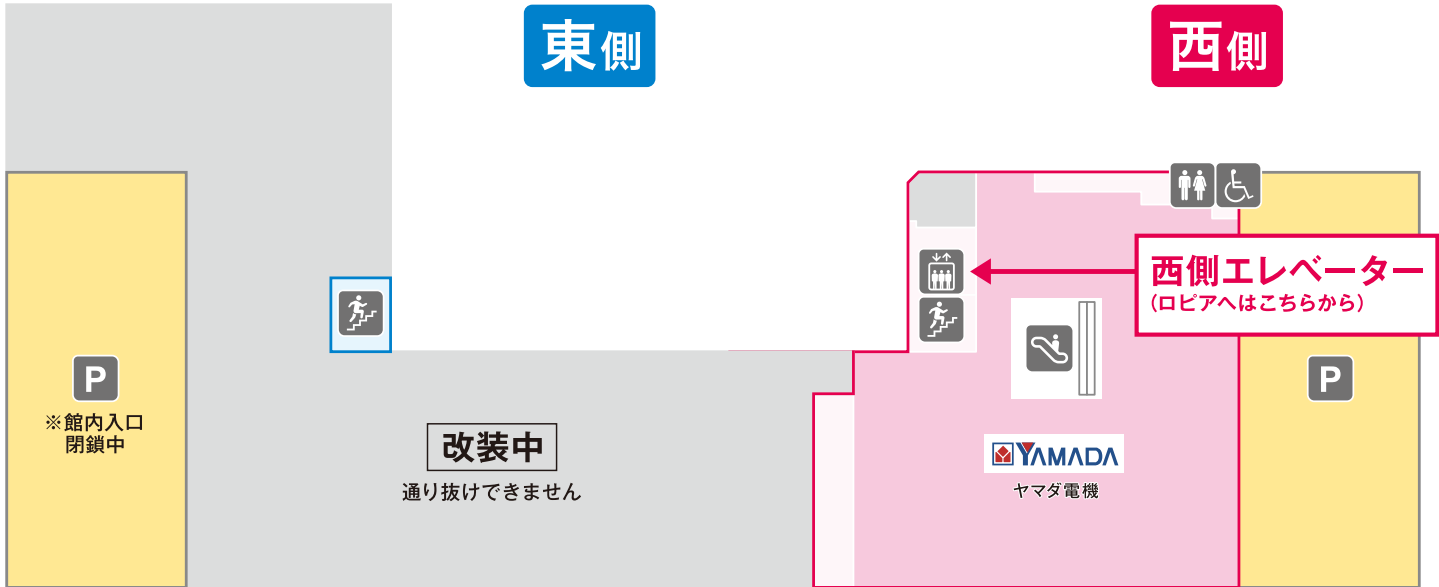 東側
西側
西側エレベーター
(ロピアへはこちらから)
P
※館内入口
閉鎖中
P
改装中
通り抜けできません
YAMADA
ヤマダ電機